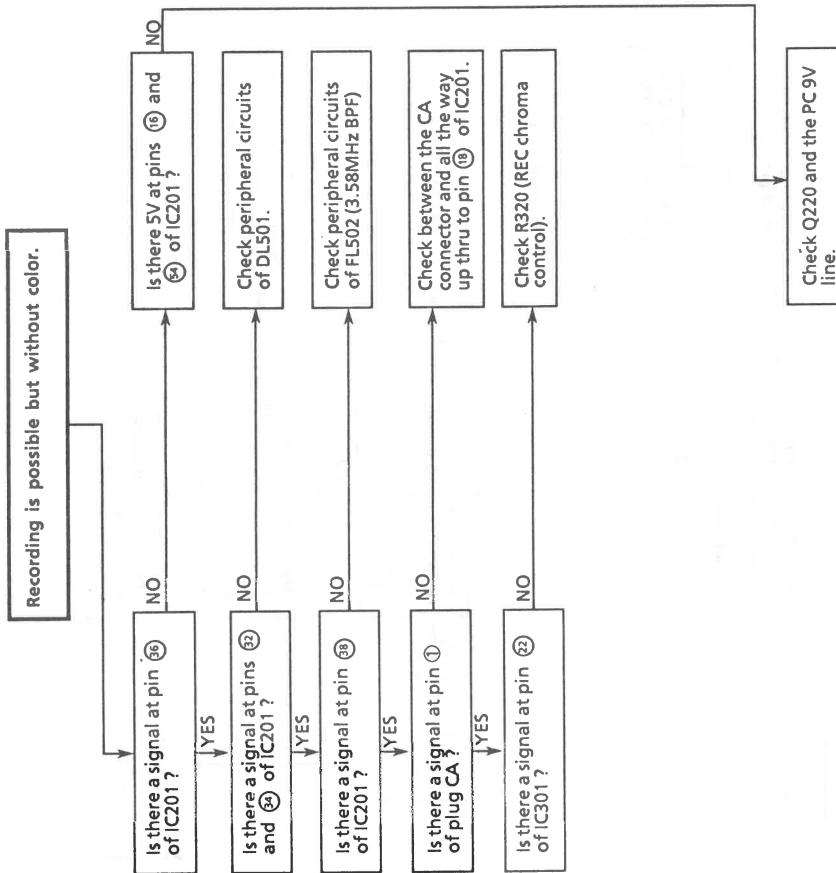 Recording is possible but without color.
Is there a signal at pin ㊱
of IC201 ?
NO
Is there 5V at pins ⑯ and
54 of IC201 ?
NO
YES
Is there a signal at pins ㉜
and ㉞ of IC201 ?
NO
Check peripheral circuits
of DL501.
YES
Is there a signal at pin ㊳
of IC201 ?
NO
Check peripheral circuits
of FL502 (3.58MHz BPF)
YES
Is there a signal at pin ①
of plug CA ?
NO
Check between the CA
connector and all the way
up thru to pin ⑱ of IC201.
YES
Is there a signal at pin ㉒
of IC301 ?
NO
Check R320 (REC chroma
control).
Check Q220 and the PC 9V
line.